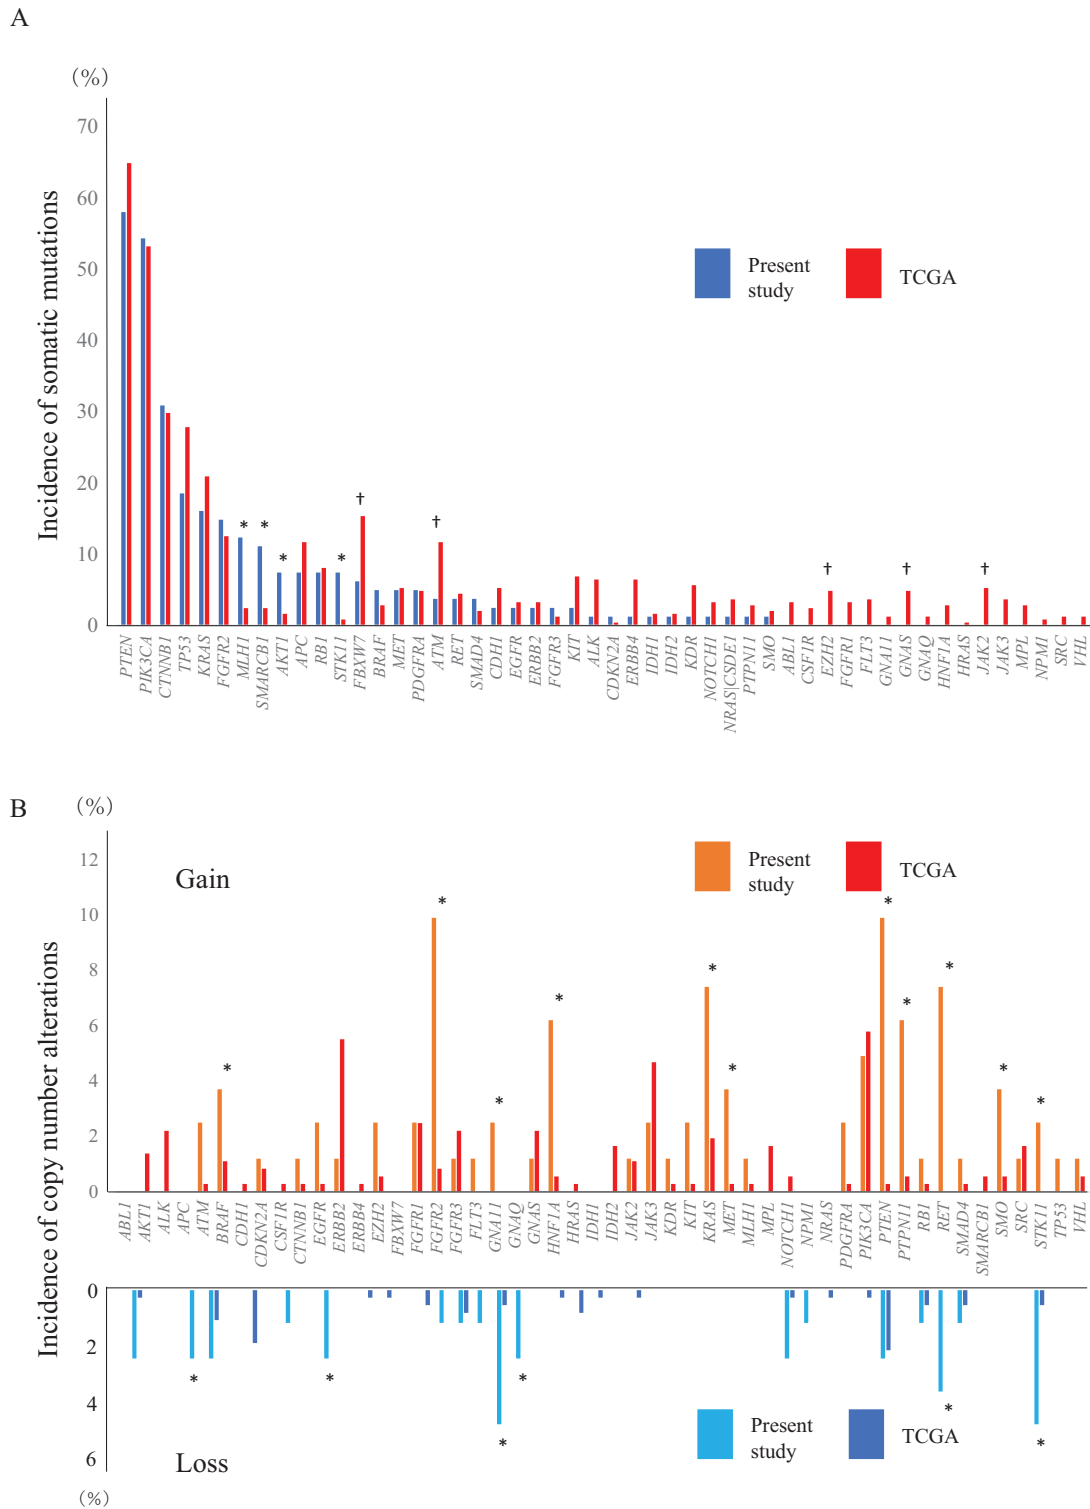 A
(%)
Incidence of somatic mutations
70
60
50
40
30
20
10
0
Present
study
TCGA
*
*
*
*
†
†
†
†
†
PTEN
PIK3CA
CTNNB1
TP53
KRAS
FGFR2
MLH1
SMARCB1
AKT1
APC
RB1
STK11
FBXW7
BRAF
MET
PDGFRA
ATM
RET
SMAD4
CDH1
EGFR
ERBB2
FGFR3
KIT
ALK
CDKN2A
ERBB4
IDH1
IDH2
KDR
NOTCH1
NRAS|CSDE1
PTPN11
SMO
ABL1
CSF1R
EZH2
FGFR1
FLT3
GNA11
GNAS
GNAQ
HNF1A
HRAS
JAK2
JAK3
MPL
NPM1
SRC
VHL
B
(%)
Incidence of copy number alterations
12
10
8
6
4
2
0
Gain
Present
study
TCGA
*
*
*
*
*
*
*
*
*
*
*
ABL1
AKT1
ALK
APC
ATM
BRAF
CDH1
CDKN2A
CSF1R
CTNNB1
EGFR
ERBB2
ERBB4
EZH2
FBXW7
FGFR1
FGFR2
FGFR3
FLT3
GNA11
GNAQ
GNAS
HNF1A
HRAS
IDH1
IDH2
JAK2
JAK3
KDR
KIT
KRAS
MET
MLH1
MPL
NOTCH1
NPM1
NRAS
PDGFRA
PIK3CA
PTEN
PTPN11
RB1
RET
SMAD4
SMARCB1
SMO
SRC
STK11
TP53
VHL
0
2
4
6
*
*
*
*
*
*
Present
study
TCGA
Loss
(%)